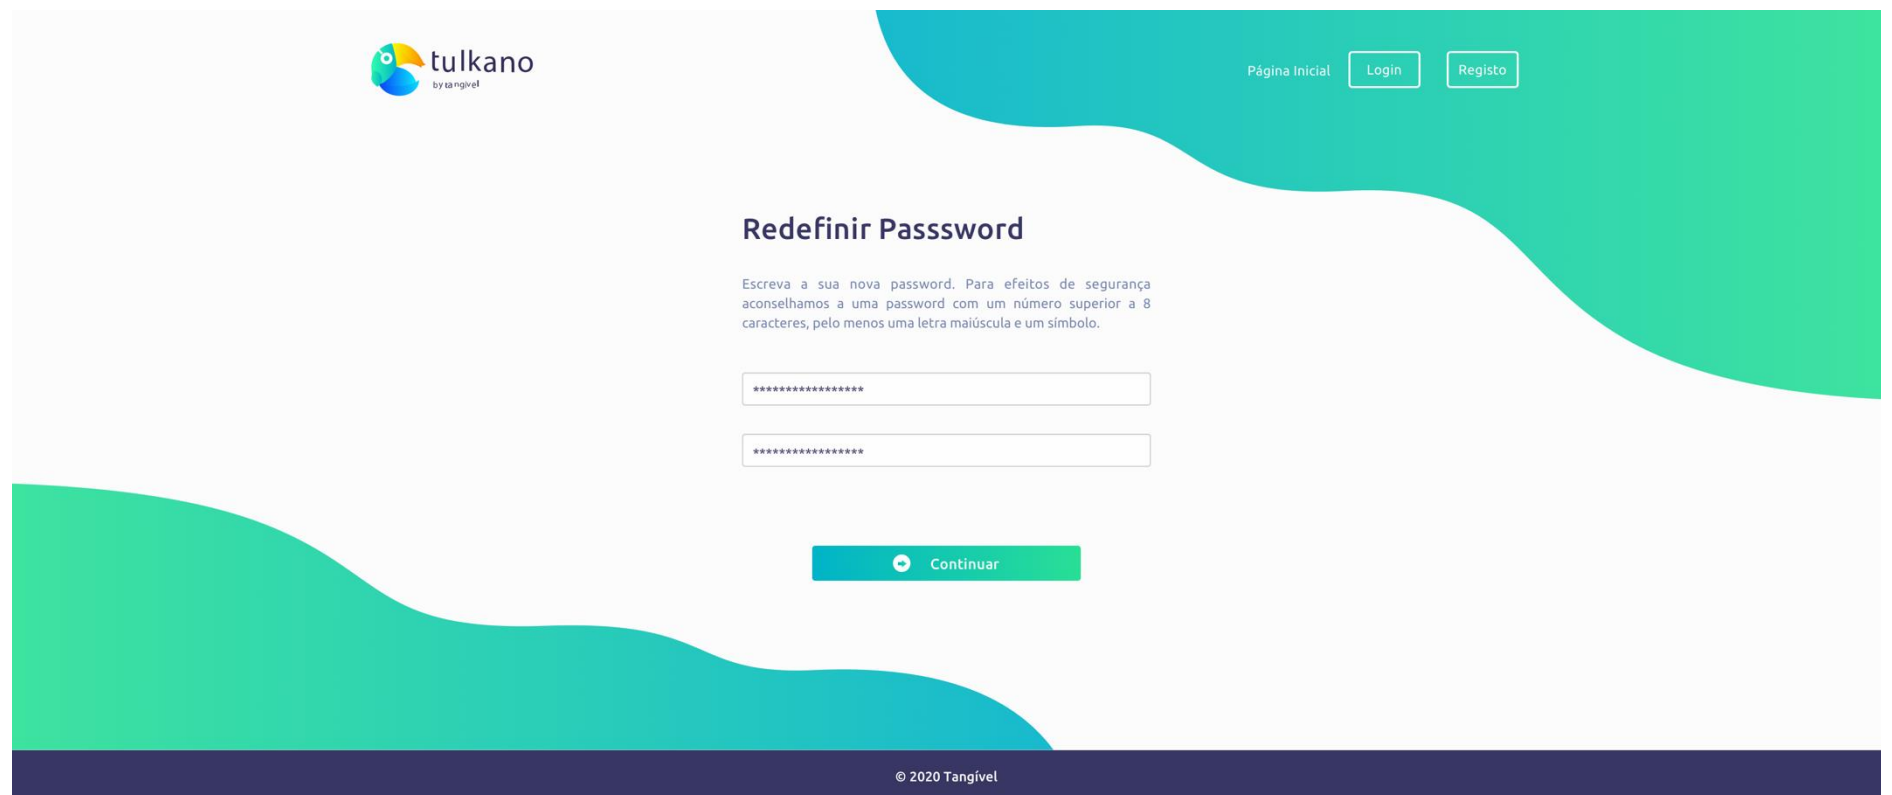 tulkano
by tangível
Página Inicial
Login
Registo
Redefinir Passsword
Escreva a sua nova password. Para efeitos de segurança
aconselhamos a uma password com um número superior a 8
caracteres, pelo menos uma letra maiúscula e um símbolo.
*****************
*****************
Continuar
© 2020 Tangível